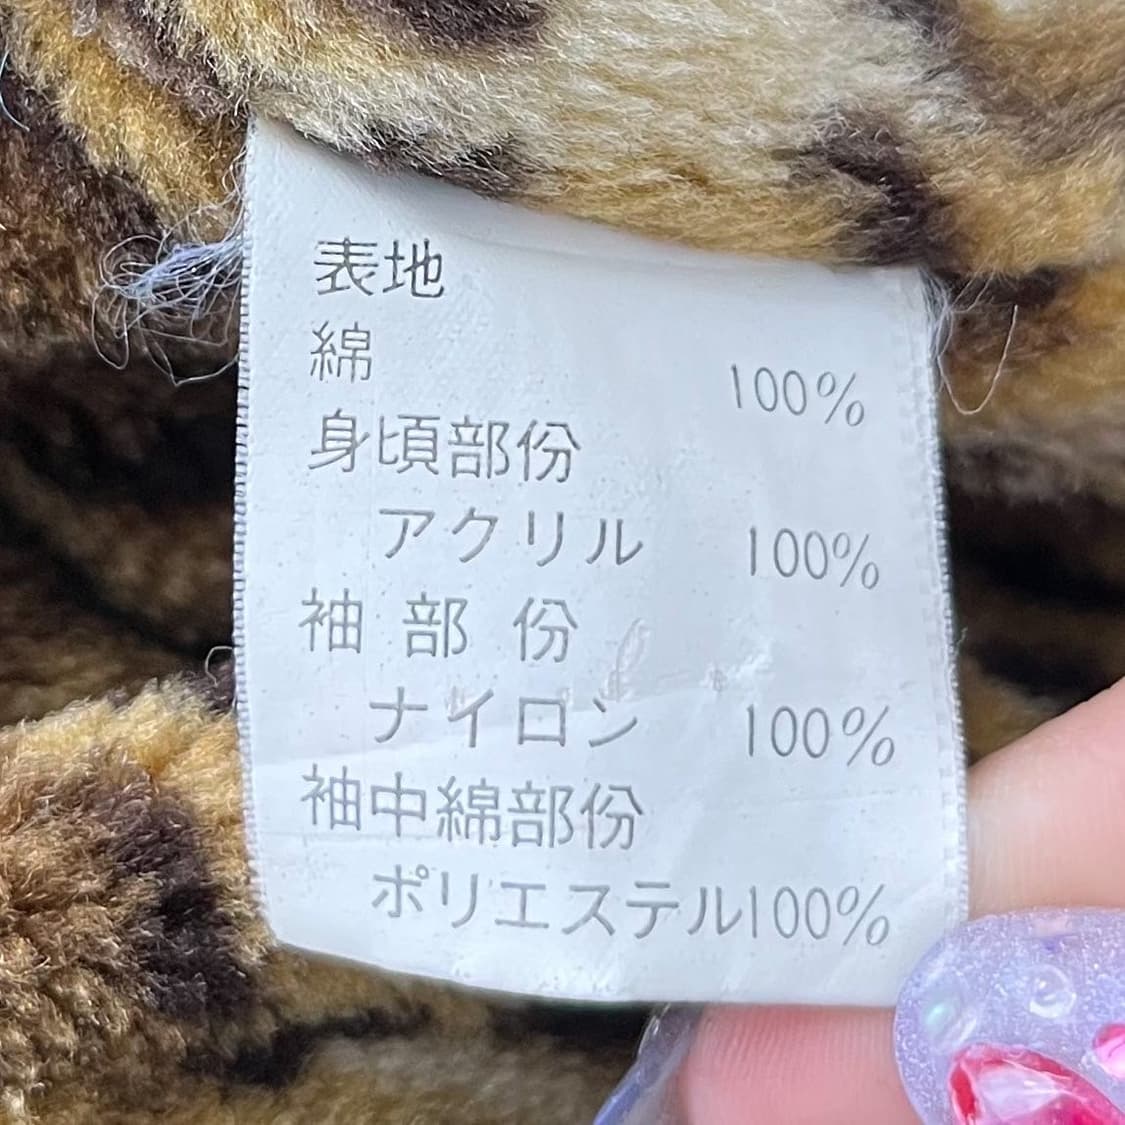 表地
綿 100%
身頃部份
アクリル 100%
袖部份
ナイロン 100%
袖中綿部份
ポリエステル100%